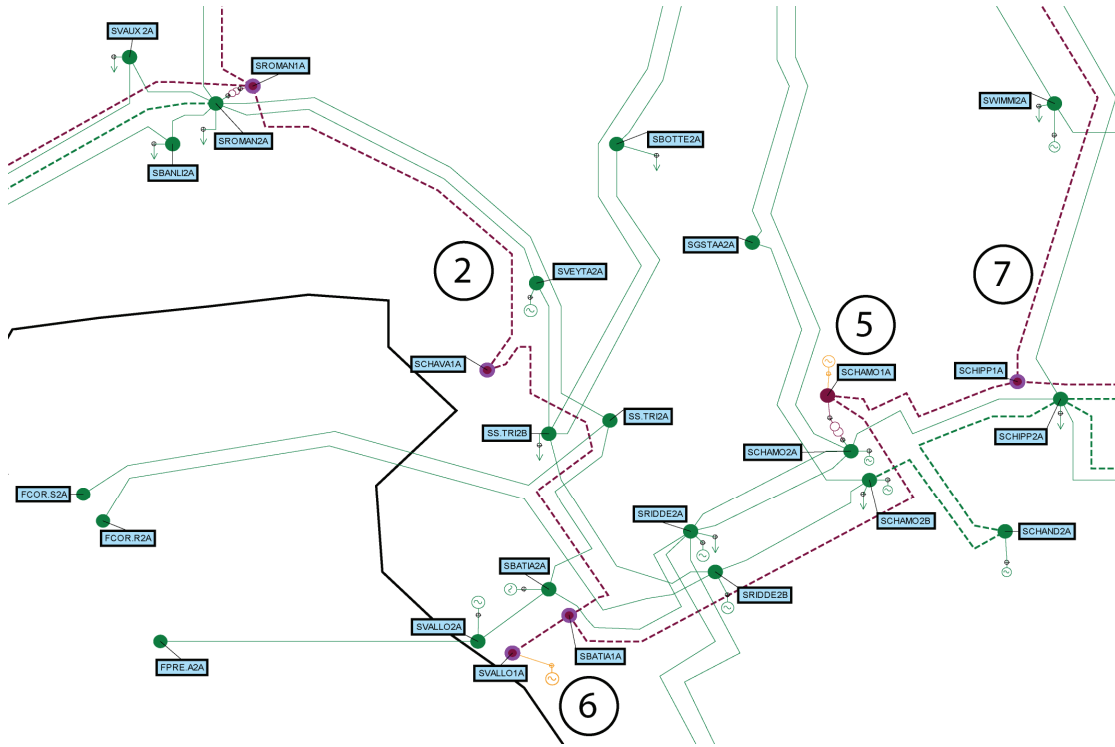 SVAUX 2A
SROMAN1A
SROMAN2A
SBANLI2A
SWIMMI2A
SBOTTE2A
SGSTAA2A
2
SVEYTA2A
7
5
SCHAVA1A
SCHAMO1A
SCHIPP1A
SS.TRI2B
SS.TRI2A
SCHIPP2A
SCHAMO2A
FCOR.S2A
FCOR.R2A
SRIDDE2A
SCHAMO2B
SCHAND2A
SBATIA2A
SRIDDE2B
SVALLO2A
SBATIA1A
FPRE.A2A
SVALLO1A
6